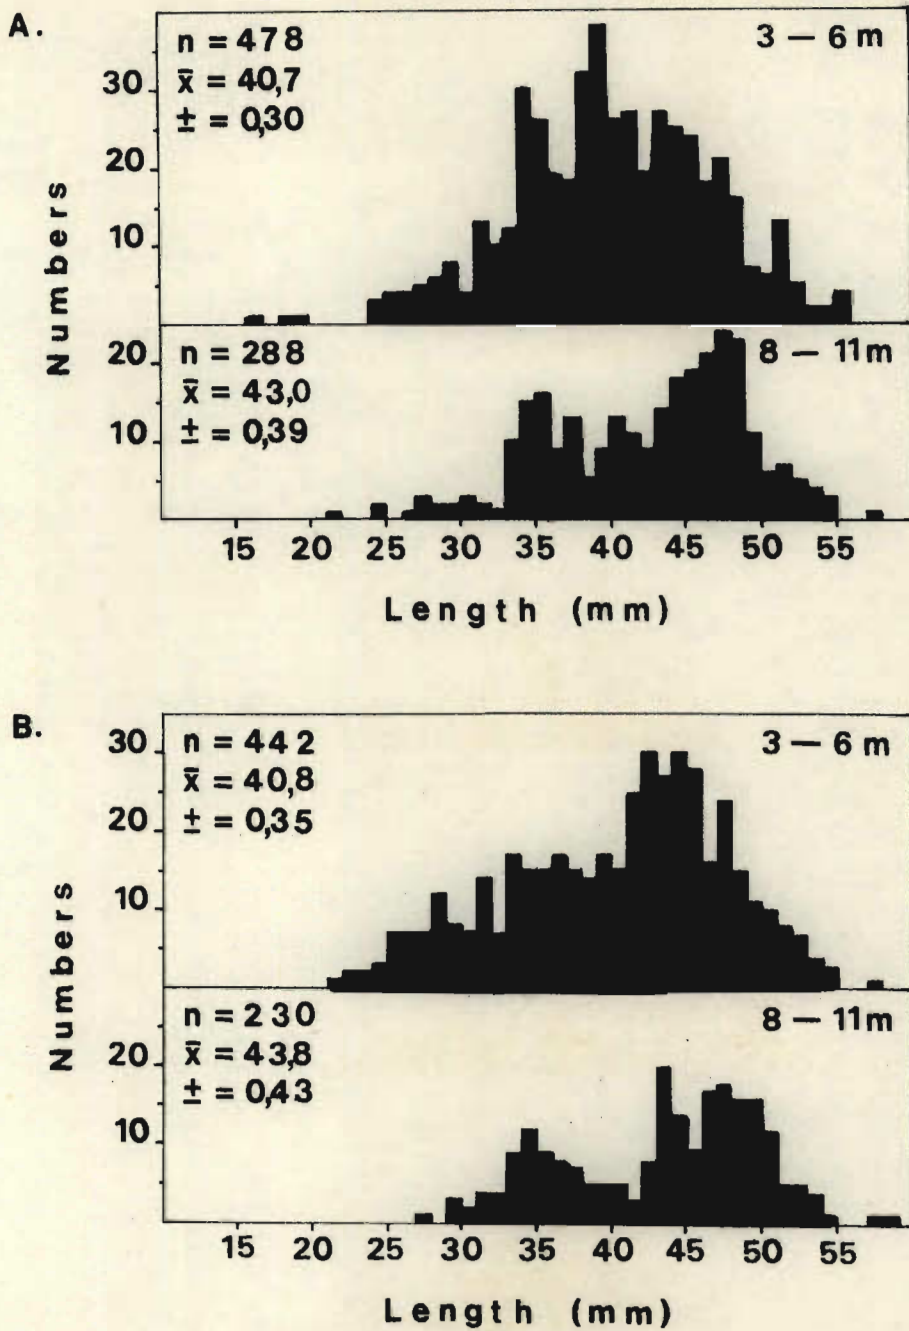 A.
n = 478
x̄ = 40,7
± = 0,30
3 – 6 m
30
20
10
n = 288
x̄ = 43,0
± = 0,39
8 – 11 m
20
10
Numbers
15 20 25 30 35 40 45 50 55
Length (mm)
B.
n = 442
x̄ = 40,8
± = 0,35
3 – 6 m
30
20
10
n = 230
x̄ = 43,8
± = 0,43
8 – 11 m
20
10
Numbers
15 20 25 30 35 40 45 50 55
Length (mm)